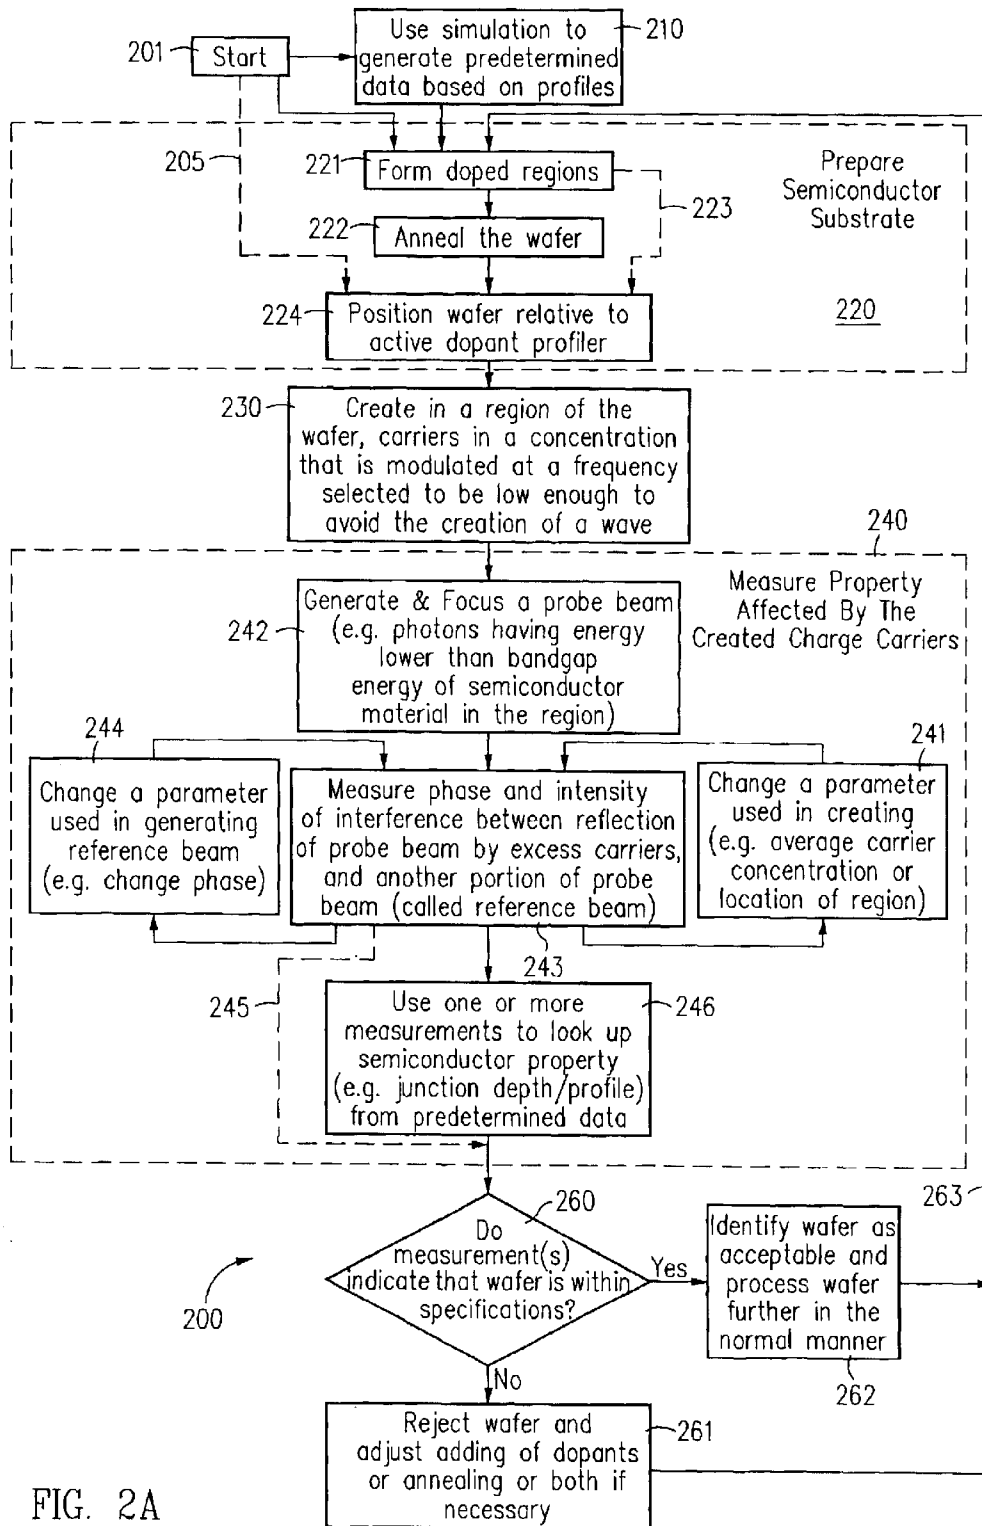 201
Start
Use simulation to
generate predetermined
data based on profiles
210
205
221
Form doped regions
223
Prepare
Semiconductor
Substrate
222
Anneal the wafer
224
Position wafer relative to
active dopant profiler
220
230
Create in a region of the
wafer, carriers in a concentration
that is modulated at a frequency
selected to be low enough to
avoid the creation of a wave
240
Measure Property
Affected By The
Created Charge Carriers
242
Generate & Focus a probe beam
(e.g. photons having energy
lower than bandgap
energy of semiconductor
material in the region)
244
Change a parameter
used in generating
reference beam
(e.g. change phase)
Measure phase and intensity
of interference between reflection
of probe beam by excess carriers,
and another portion of probe
beam (called reference beam)
243
241
Change a parameter
used in creating
(e.g. average carrier
concentration or
location of region)
245
Use one or more
measurements to look up
semiconductor property
(e.g. junction depth/profile)
from predetermined data
246
260
Do
measurement(s)
indicate that wafer is within
specifications?
Yes
Identify wafer as
acceptable and
process wafer
further in the
normal manner
262
263
200
No
Reject wafer and
adjust adding of dopants
or annealing or both if
necessary
261
FIG. 2A